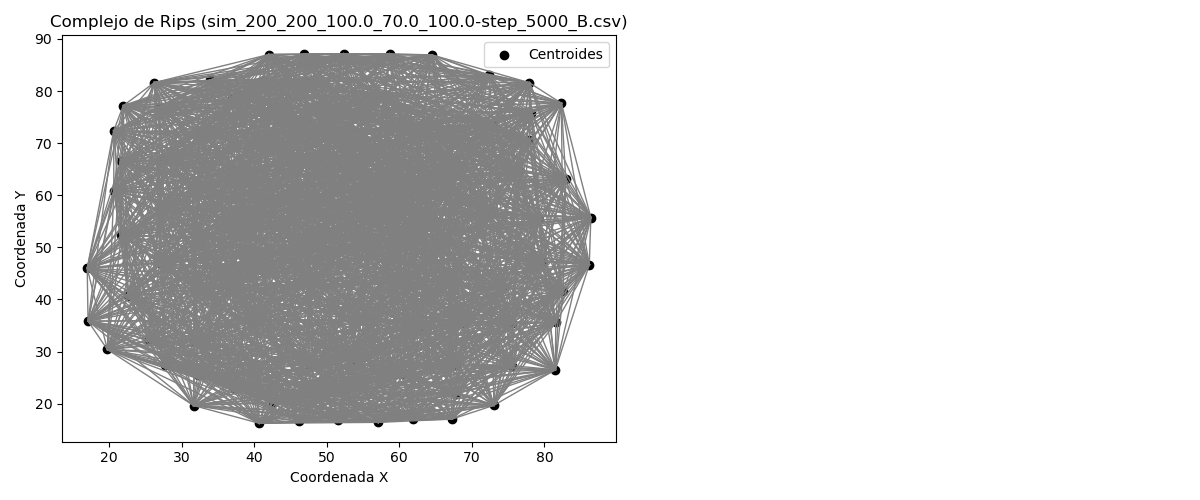 Complejo de Rips (sim_200_200_100.0_70.0_100.0-step_5000_B.csv)
Centroides
90
80
70
60
50
40
30
20
Coordenada Y
20 30 40 50 60 70 80
Coordenada X